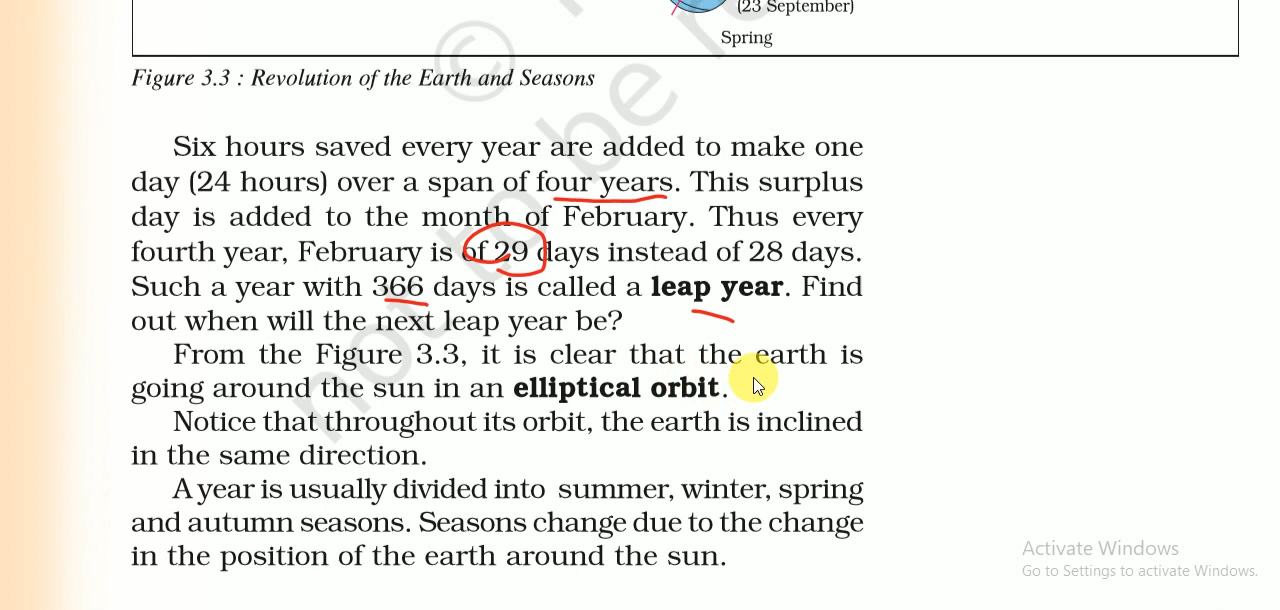 (23 September)
Spring
Figure 3.3 : Revolution of the Earth and Seasons
Six hours saved every year are added to make one
day (24 hours) over a span of four years. This surplus
day is added to the month of February. Thus every
fourth year, February is of 29 days instead of 28 days.
Such a year with 366 days is called a leap year. Find
out when will the next leap year be?
From the Figure 3.3, it is clear that the earth is
going around the sun in an elliptical orbit.
Notice that throughout its orbit, the earth is inclined
in the same direction.
A year is usually divided into summer, winter, spring
and autumn seasons. Seasons change due to the change
in the position of the earth around the sun.
©
not to be
Activate Windows
Go to Settings to activate Windows.